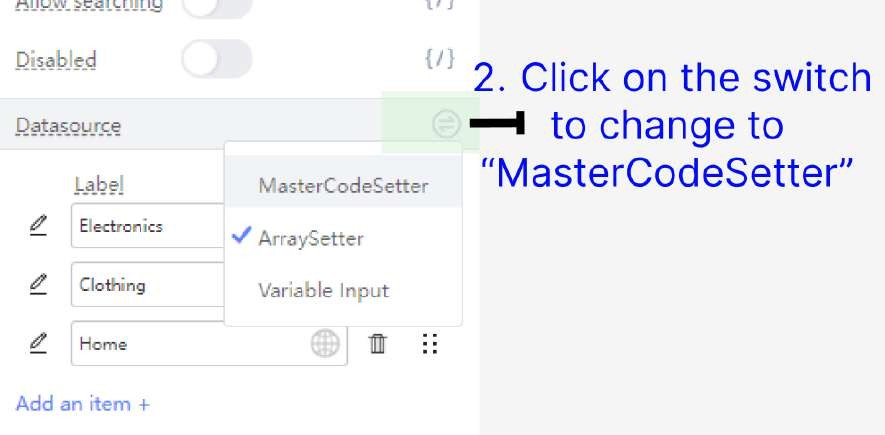 Allow searching {/}
Disabled {/}
2. Click on the switch
to change to
“MasterCodeSetter”
Datasource
MasterCodeSetter
ArraySetter
Variable Input
Label
Electronics
Clothing
Home
Add an item +